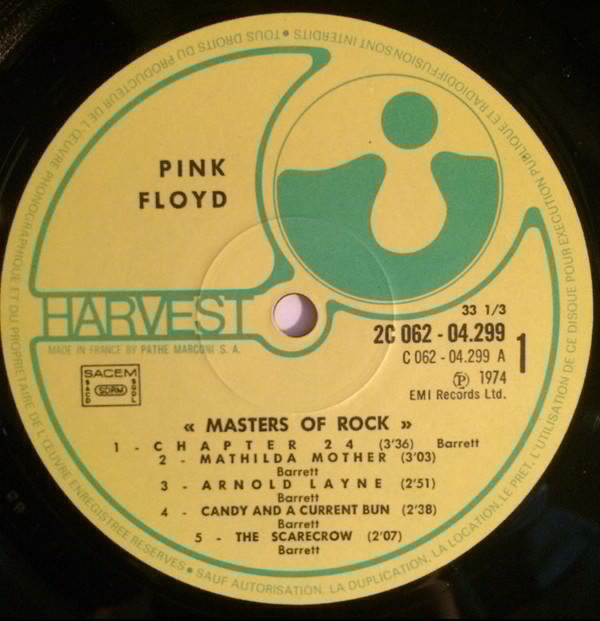 PINK
FLOYD
HARVEST
MADE IN FRANCE BY PATHE MARCONI S. A.
SACEM
SACD
SDRM
SGDL
33 1/3
2C 062 - 04.299
C 062 - 04.299 A
1
Ⓟ 1974
EMI Records Ltd.
« MASTERS OF ROCK »
1 - CHAPTER 24 (3'36) Barrett
2 - MATHILDA MOTHER (3'03)
Barrett
3 - ARNOLD LAYNE (2'51)
Barrett
4 - CANDY AND A CURRENT BUN (2'38)
Barrett
5 - THE SCARECROW (2'07)
Barrett
TOUS DROITS DU PRODUCTEUR DE L'ŒUVRE PHONOGRAPHIQUE ET DU PROPRIETAIRE DE L'ŒUVRE ENREGISTREE RESERVES • SAUF AUTORISATION, LA DUPLICATION, LA LOCATION, LE PRET, L'UTILISATION DE CE DISQUE POUR EXECUTION PUBLIQUE ET RADIODIFFUSION SONT INTERDITS •